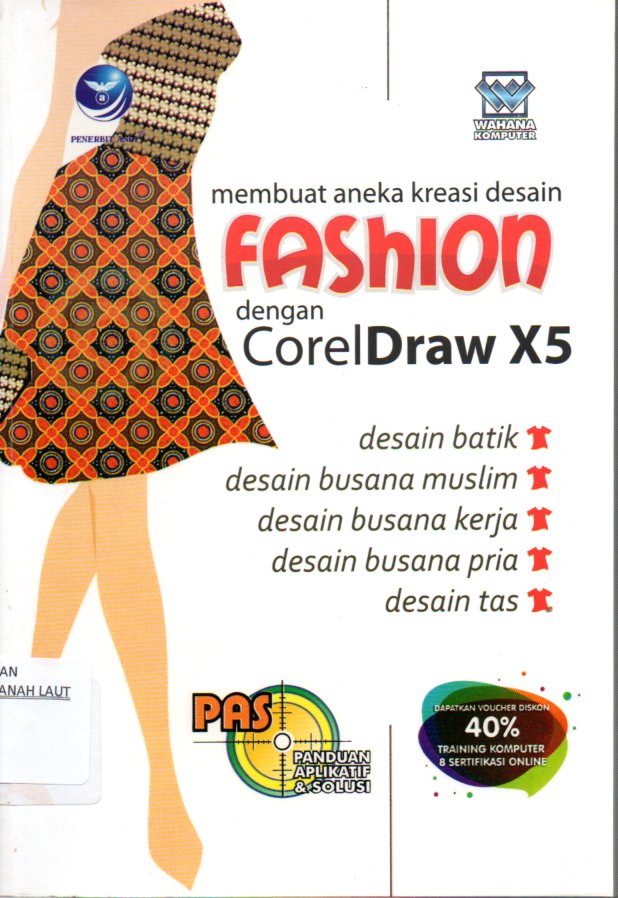 PENERBIT ANDI
WAHANA
KOMPUTER
membuat aneka kreasi desain
FAShION
dengan
CorelDraw X5
desain batik
desain busana muslim
desain busana kerja
desain busana pria
desain tas
AN
ANAH LAUT
PAS
PANDUAN
APLIKATIF
& SOLUSI
DAPATKAN VOUCHER DISKON
40%
TRAINING KOMPUTER
& SERTIFIKASI ONLINE